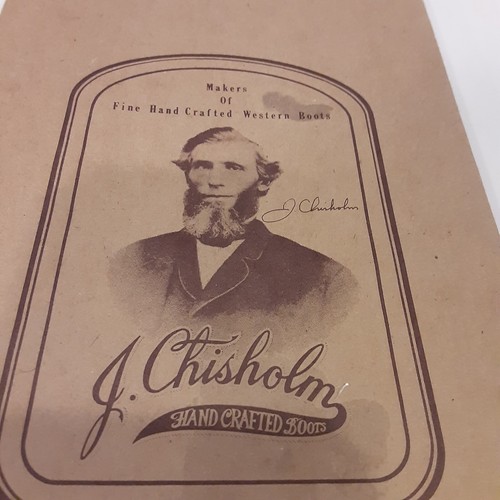 Makers
Of
Fine Hand Crafted Western Boots
J Chisholm
J. Chisholm
HAND CRAFTED BOOTS